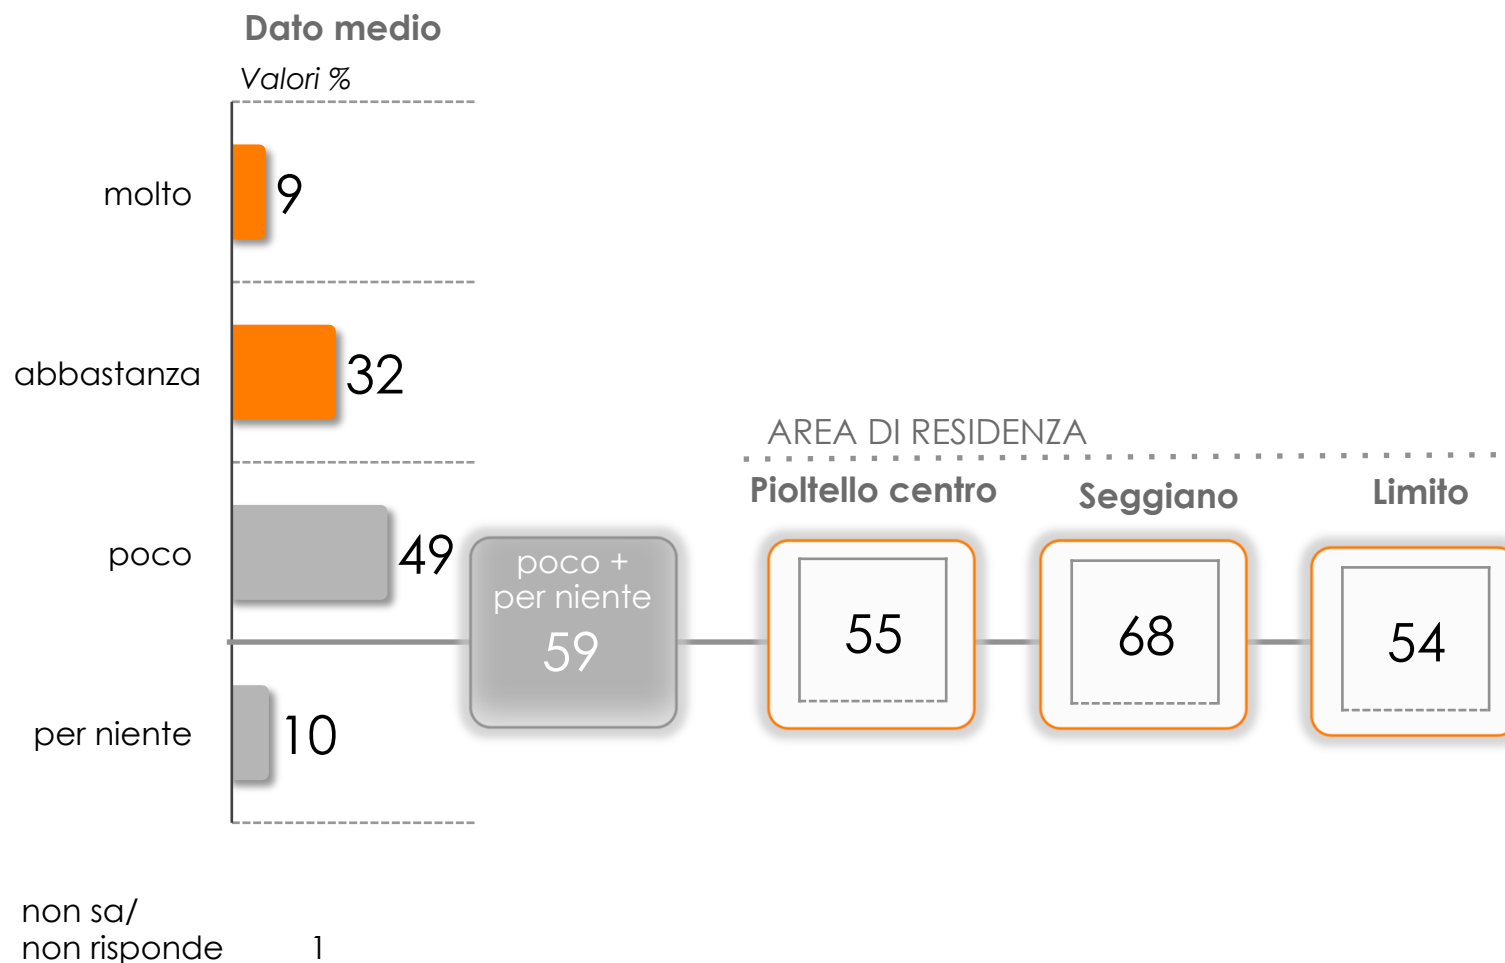 Dato medio
Valori %
molto 9
abbastanza 32
poco 49
per niente 10
poco +
per niente
59
AREA DI RESIDENZA
Pioltello centro Seggiano Limito
55 68 54
non sa/
non risponde 1